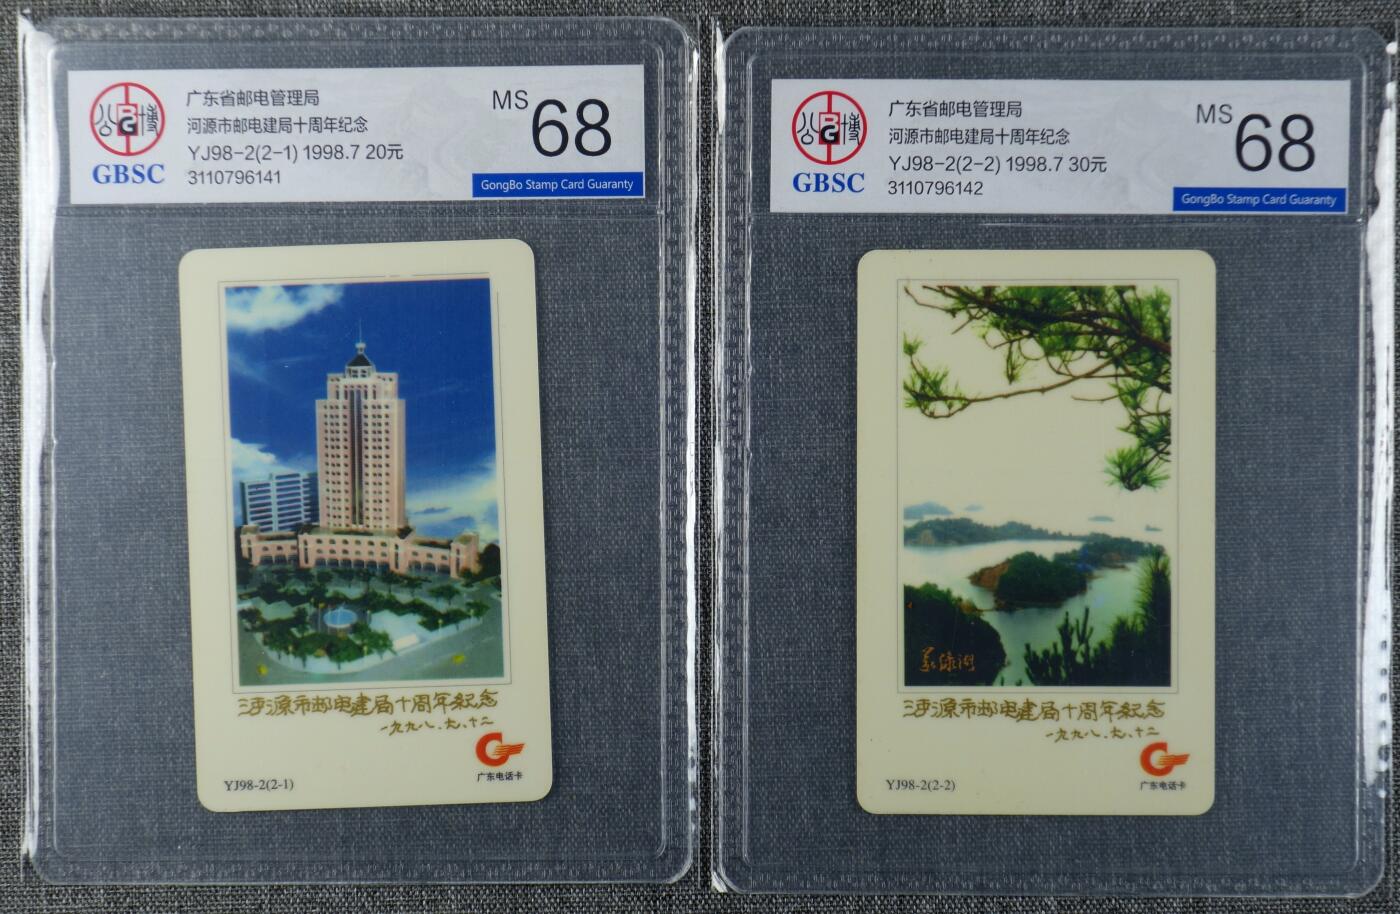 广东省邮电管理局
河源市邮电建局十周年纪念
YJ98-2(2-1) 1998.7 20元
3110796141
GBSC
MS 68
GongBo Stamp Card Guaranty
河源市邮电建局十周年纪念
一九九八.九.十二
广东电话卡
YJ98-2(2-1)
广东省邮电管理局
河源市邮电建局十周年纪念
YJ98-2(2-2) 1998.7 30元
3110796142
GBSC
MS 68
GongBo Stamp Card Guaranty
万绿湖
河源市邮电建局十周年纪念
一九九八.九.十二
广东电话卡
YJ98-2(2-2)